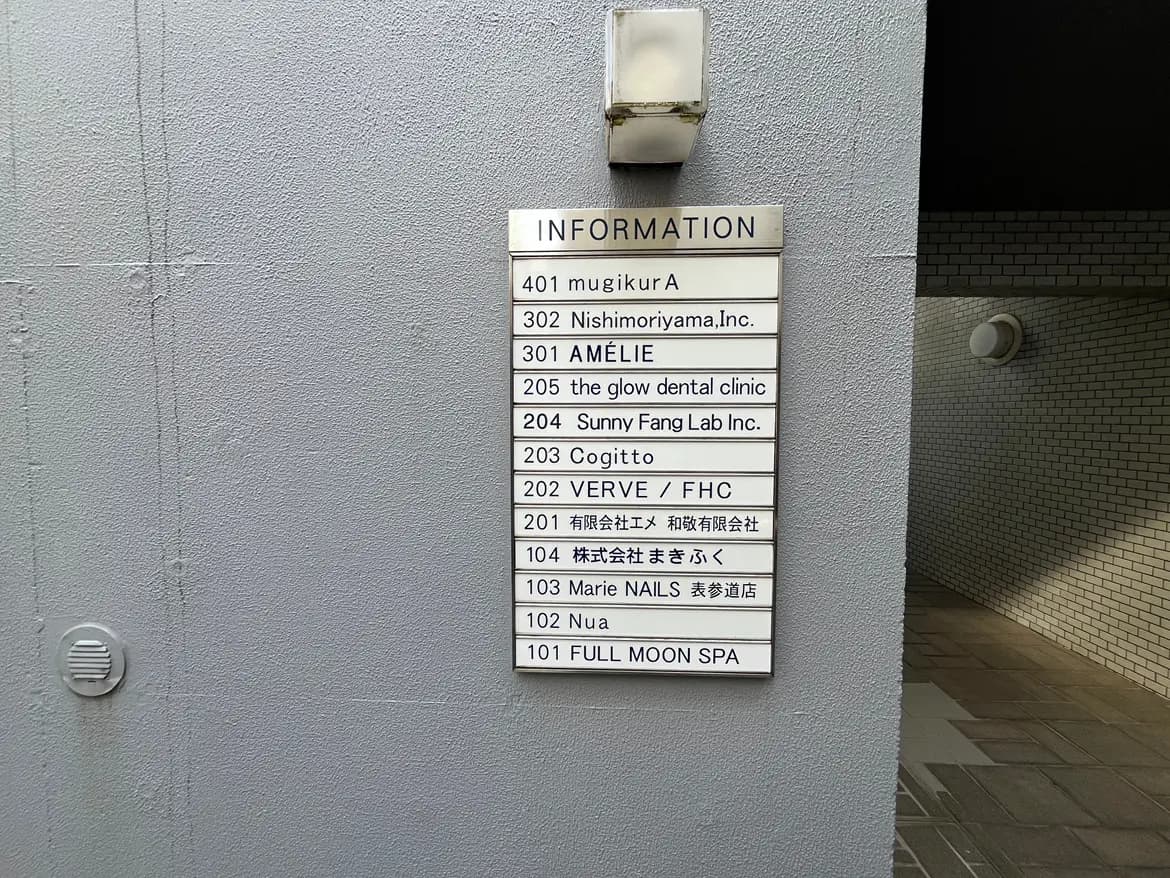 INFORMATION
401 mugikurA
302 Nishimoriyama,Inc.
301 AMÉLIE
205 the glow dental clinic
204 Sunny Fang Lab Inc.
203 Cogitto
202 VERVE / FHC
201 有限会社エメ 和敬有限会社
104 株式会社まきふく
103 Marie NAILS 表参道店
102 Nua
101 FULL MOON SPA